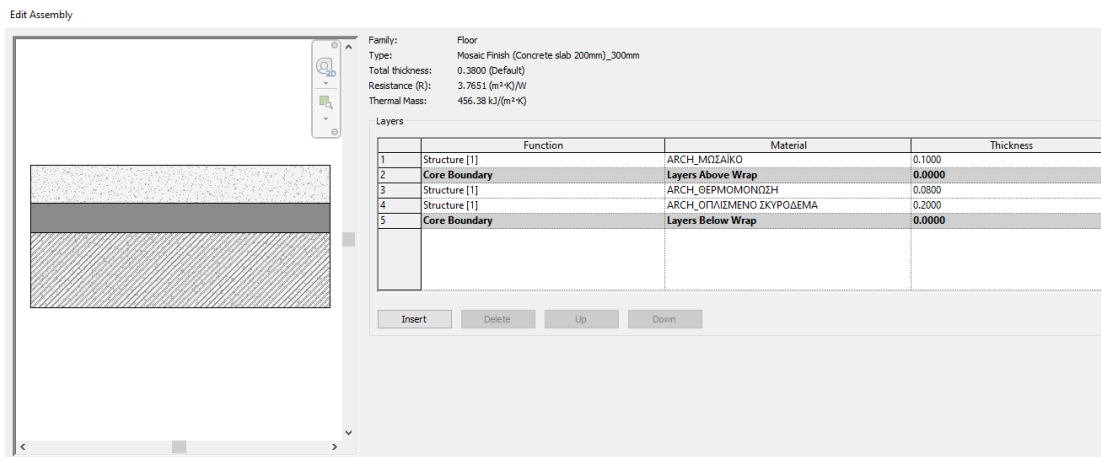 Edit Assembly
2D
Family: Floor
Type: Mosaic Finish (Concrete slab 200mm)_300mm
Total thickness: 0.3800 (Default)
Resistance (R): 3.7651 (m²·K)/W
Thermal Mass: 456.38 kJ/(m²·K)
Layers
Function Material Thickness
1 Structure [1] ARCH_ΜΩΣΑΪΚΟ 0.1000
2 Core Boundary Layers Above Wrap 0.0000
3 Structure [1] ARCH_ΘΕΡΜΟΜΟΝΩΣΗ 0.0800
4 Structure [1] ARCH_ΟΠΛΙΣΜΕΝΟ ΣΚΥΡΟΔΕΜΑ 0.2000
5 Core Boundary Layers Below Wrap 0.0000
Insert Delete Up Down